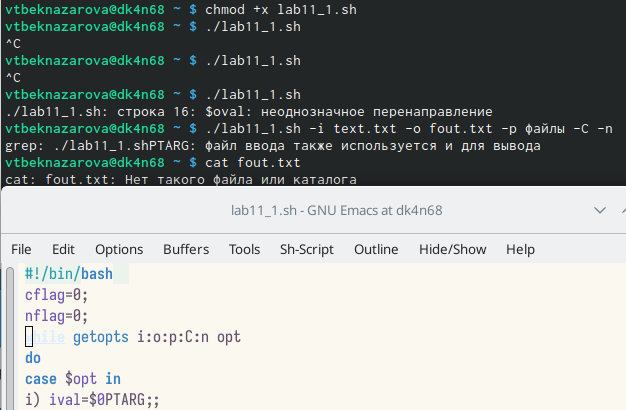 vtbeknazarova@dk4n68 ~ $ chmod +x lab11_1.sh
vtbeknazarova@dk4n68 ~ $ ./lab11_1.sh
^C
vtbeknazarova@dk4n68 ~ $ ./lab11_1.sh
^C
vtbeknazarova@dk4n68 ~ $ ./lab11_1.sh
./lab11_1.sh: строка 16: $oval: неоднозначное перенаправление
vtbeknazarova@dk4n68 ~ $ ./lab11_1.sh -i text.txt -o fout.txt -p файлы -C -n
grep: ./lab11_1.shPTARG: файл ввода также используется и для вывода
vtbeknazarova@dk4n68 ~ $ cat fout.txt
cat: fout.txt: Нет такого файла или каталога
lab11_1.sh - GNU Emacs at dk4n68
File Edit Options Buffers Tools Sh-Script Outline Hide/Show Help
#!/bin/bash
cflag=0;
nflag=0;
while getopts i:o:p:C:n opt
do
case $opt in
i) ival=$0PTARG;;